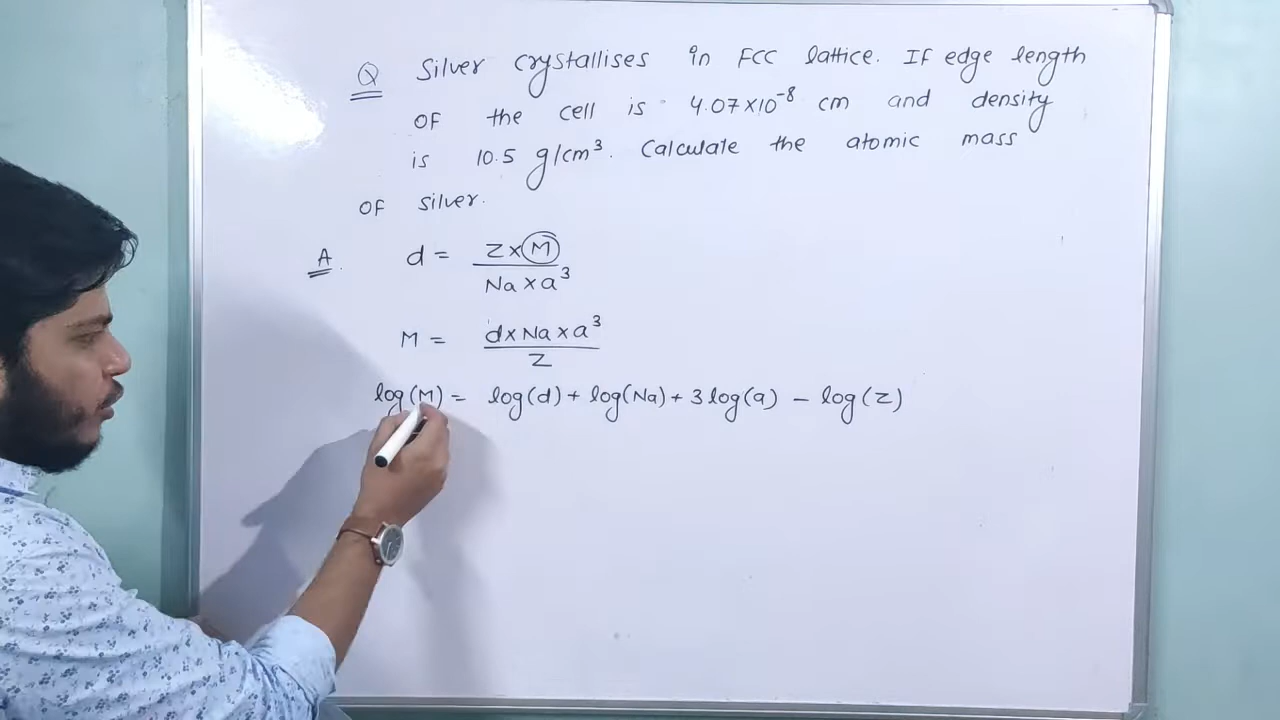 Q Silver crystallises in FCC lattice. If edge length
OF the cell is 4.07×10⁻⁸ cm and density
is 10.5 g/cm³. Calculate the atomic mass
OF silver.
A. d = Z×M / Na×a³
M = d×Na×a³ / Z
log(M) = log(d) + log(Na) + 3 log(a) − log(Z)